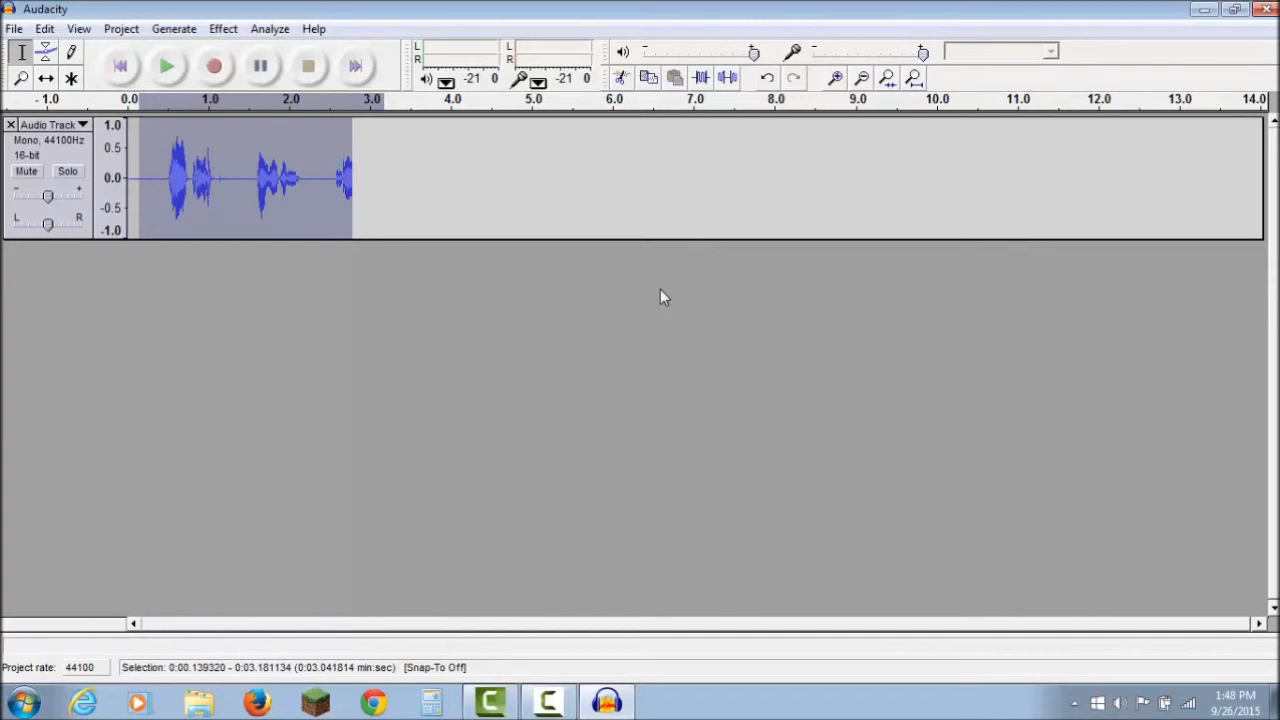 Audacity
File Edit View Project Generate Effect Analyze Help
L R -21 0 L R -21 0
- + - +
- 1.0 0.0 1.0 2.0 3.0 4.0 5.0 6.0 7.0 8.0 9.0 10.0 11.0 12.0 13.0 14.0
Audio Track 1.0
Mono, 44100Hz
16-bit 0.5
Mute Solo 0.0
- +
L R -0.5
-1.0
Project rate: 44100 Selection: 0:00.139320 - 0:03.181134 (0:03.041814 min:sec) [Snap-To Off]
1:48 PM
9/26/2015